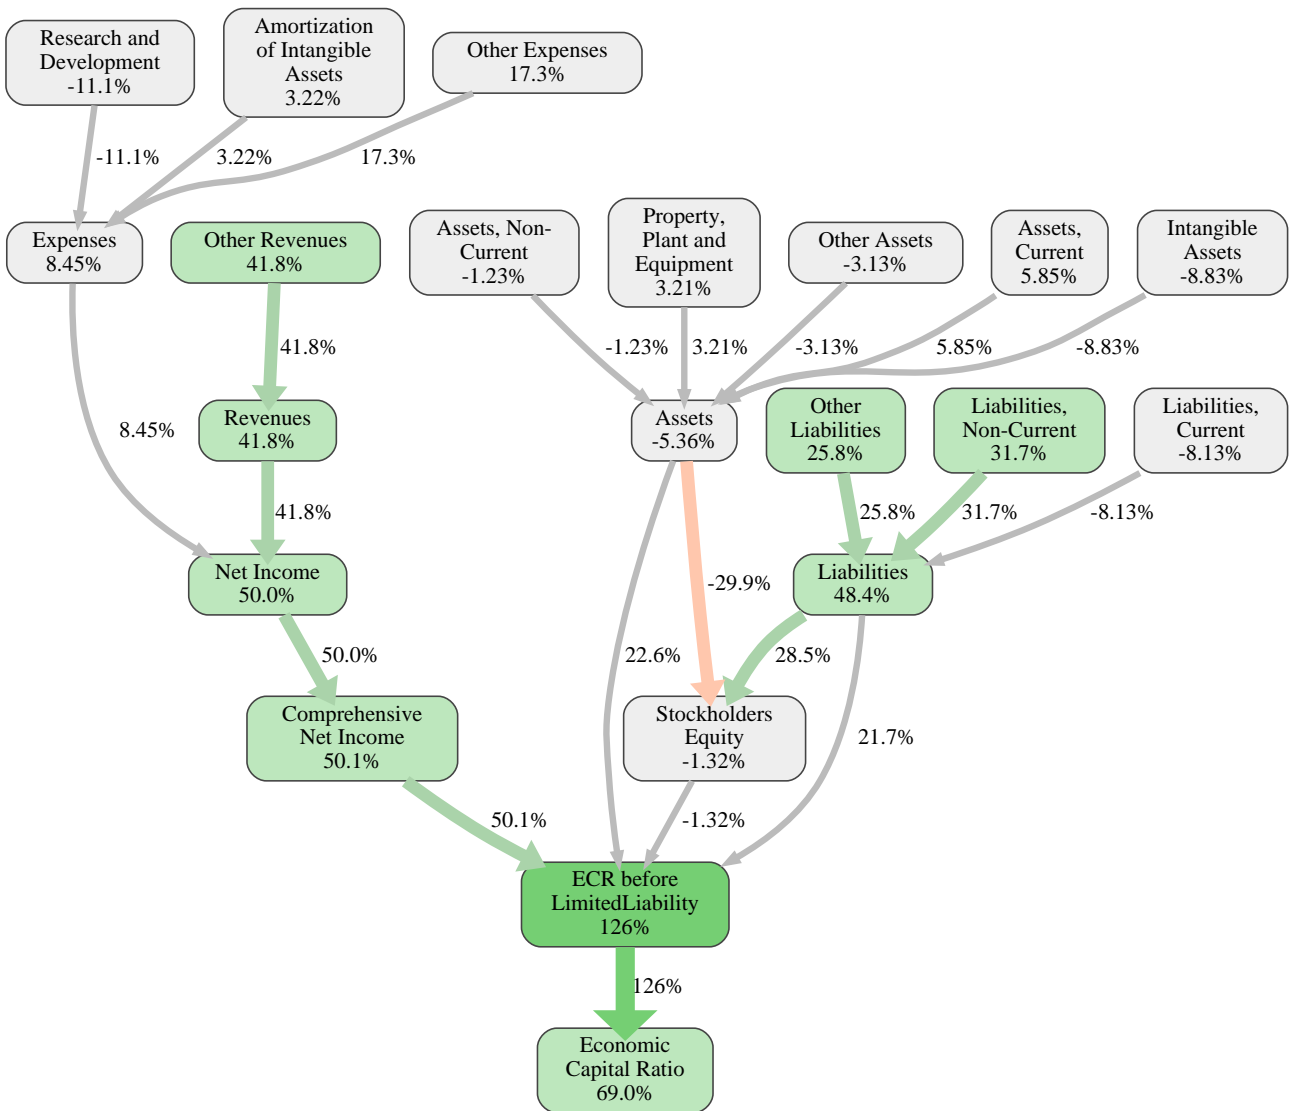 Research and
Development
-11.1%
Amortization
of Intangible
Assets
3.22%
Other Expenses
17.3%
-11.1%
3.22%
17.3%
Expenses
8.45%
Other Revenues
41.8%
Assets, Non-
Current
-1.23%
Property,
Plant and
Equipment
3.21%
Other Assets
-3.13%
Assets,
Current
5.85%
Intangible
Assets
-8.83%
41.8%
-1.23%
3.21%
-3.13%
5.85%
-8.83%
8.45%
Revenues
41.8%
Assets
-5.36%
Other
Liabilities
25.8%
Liabilities,
Non-Current
31.7%
Liabilities,
Current
-8.13%
41.8%
25.8%
31.7%
-8.13%
Net Income
50.0%
-29.9%
Liabilities
48.4%
50.0%
22.6%
28.5%
Comprehensive
Net Income
50.1%
Stockholders
Equity
-1.32%
21.7%
50.1%
-1.32%
ECR before
LimitedLiability
126%
126%
Economic
Capital Ratio
69.0%